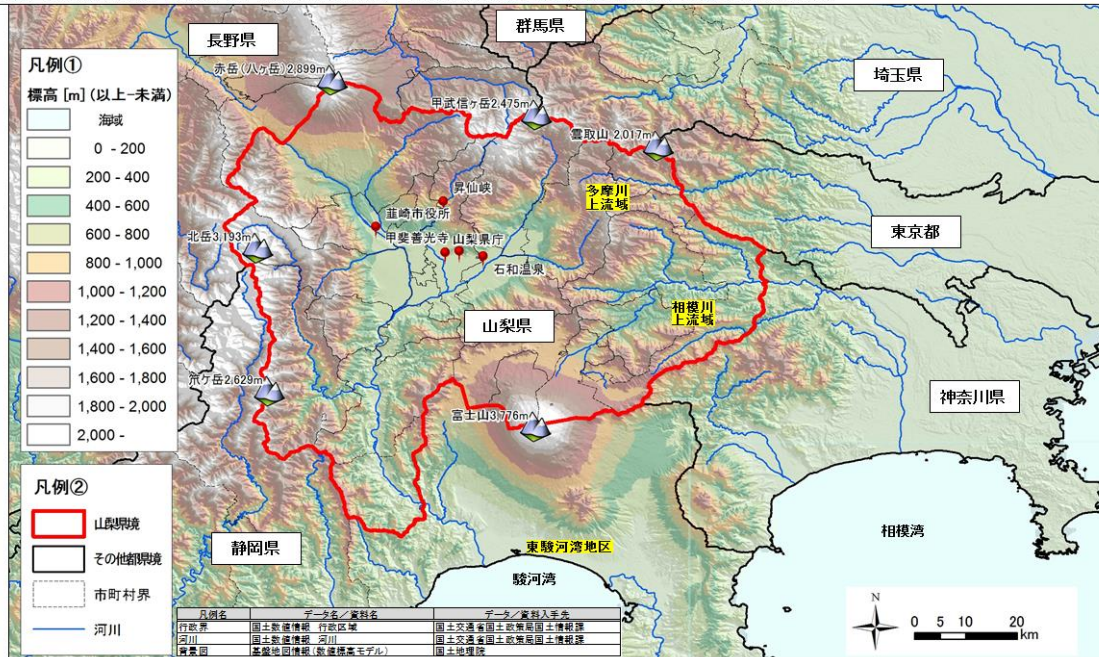 長野県
群馬県
埼玉県
凡例①
標高 [m] (以上−未満)
海域
0 - 200
200 - 400
400 - 600
600 - 800
800 - 1,000
1,000 - 1,200
1,200 - 1,400
1,400 - 1,600
1,600 - 1,800
1,800 - 2,000
2,000 -
赤岳(八ヶ岳)2,899m
甲武信ヶ岳2,475m
雲取山 2,017m
昇仙峡
多摩川
上流域
韮崎市役所
東京都
北岳3,193m
甲斐善光寺
山梨県庁
石和温泉
相模川
上流域
山梨県
笊ヶ岳2,629m
神奈川県
富士山3,776m
凡例②
山梨県境
その他都県境
市町村界
河川
静岡県
東駿河湾地区
駿河湾
相模湾
凡例名 データ名/資料名 データ/資料入手先
行政界 国土数値情報 行政区域 国土交通省国土政策局国土情報課
河川 国土数値情報 河川 国土交通省国土政策局国土情報課
背景図 基盤地図情報(数値標高モデル) 国土地理院
N
0 5 10 20
km